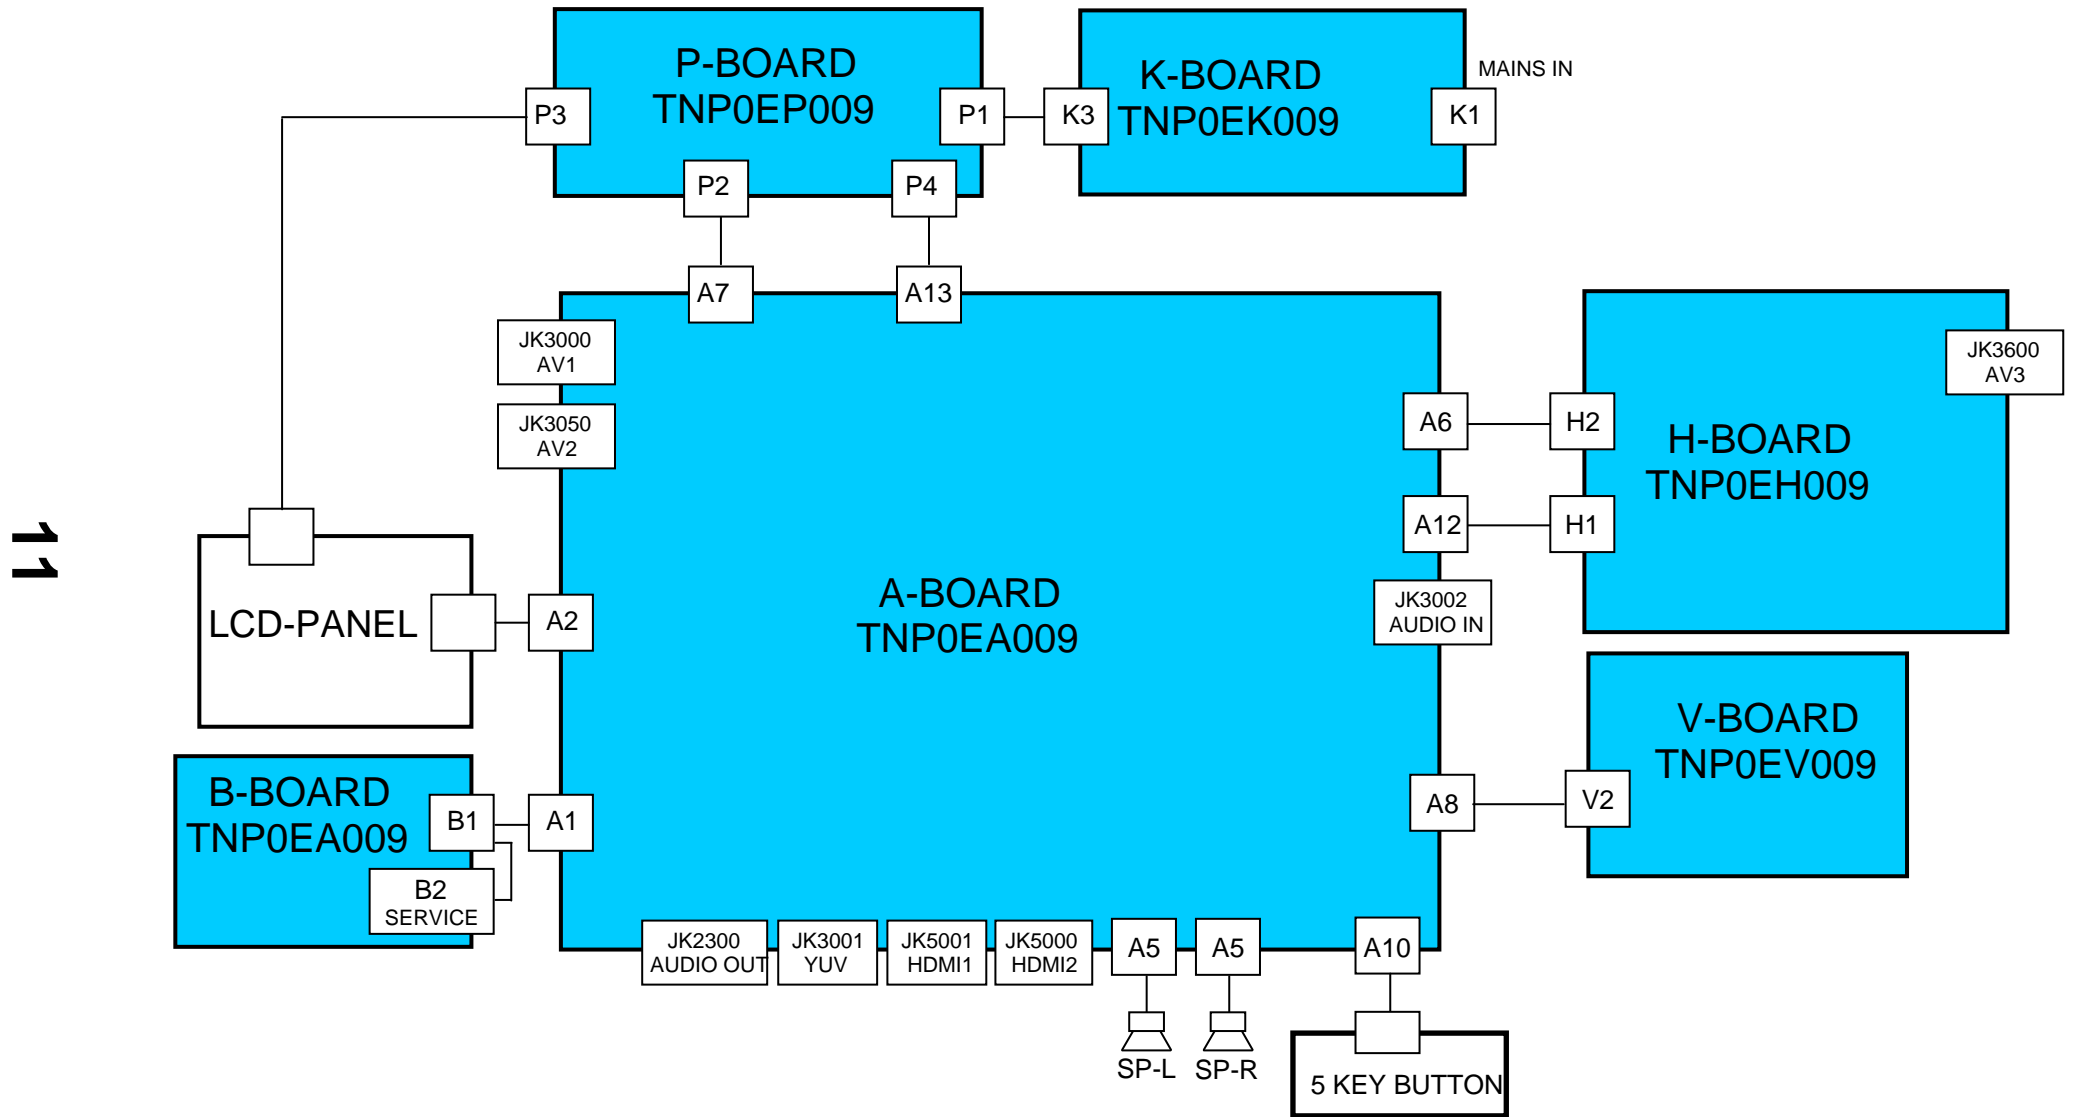 P-BOARD
TNP0EP009
P3
P1
P2
P4
K-BOARD
TNP0EK009
K3
K1
MAINS IN
A7
A13
JK3000
AV1
JK3050
AV2
A6
A12
H2
H1
JK3600
AV3
H-BOARD
TNP0EH009
11
LCD-PANEL
A2
A-BOARD
TNP0EA009
JK3002
AUDIO IN
V-BOARD
TNP0EV009
A8
V2
B-BOARD
TNP0EA009
B1
A1
B2
SERVICE
JK2300
AUDIO OUT
JK3001
YUV
JK5001
HDMI1
JK5000
HDMI2
A5
A5
A10
SP-L
SP-R
5 KEY BUTTON